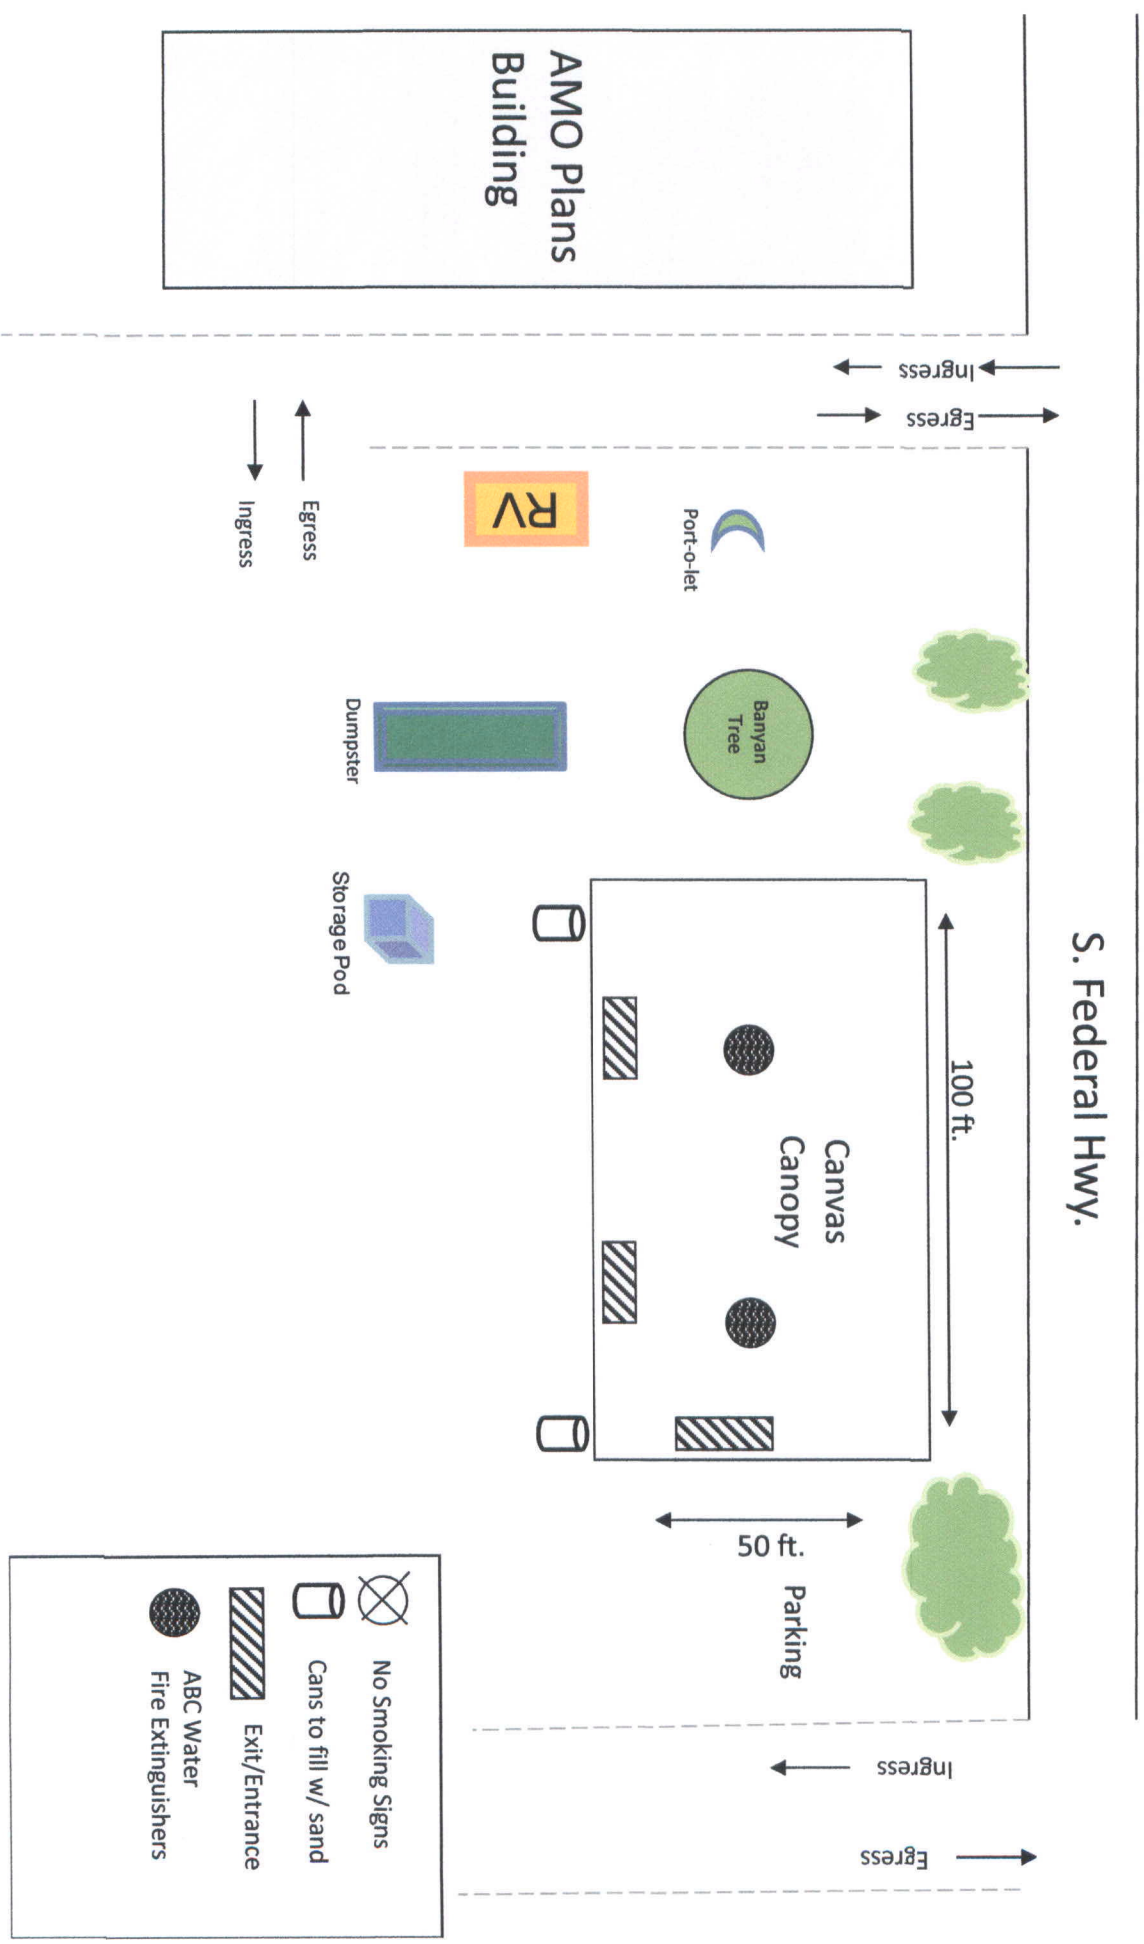 S. Federal Hwy.
AMO Plans
Building
Ingress
Egress
100 ft.
Port-o-let
Banyan
Tree
Canvas
Canopy
50 ft.
Parking
Ingress
Egress
RV
Egress
Ingress
Dumpster
Storage Pod
No Smoking Signs
Cans to fill w/ sand
Exit/Entrance
ABC Water
Fire Extinguishers